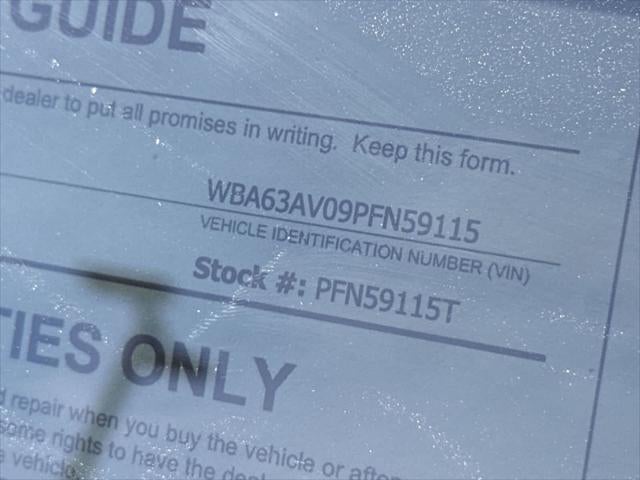 GUIDE
dealer to put all promises in writing. Keep this form.
WBA63AV09PFN59115
VEHICLE IDENTIFICATION NUMBER (VIN)
Stock #: PFN59115T
TIES ONLY
d repair when you buy the vehicle or after
some rights to have the deal
e vehicle.